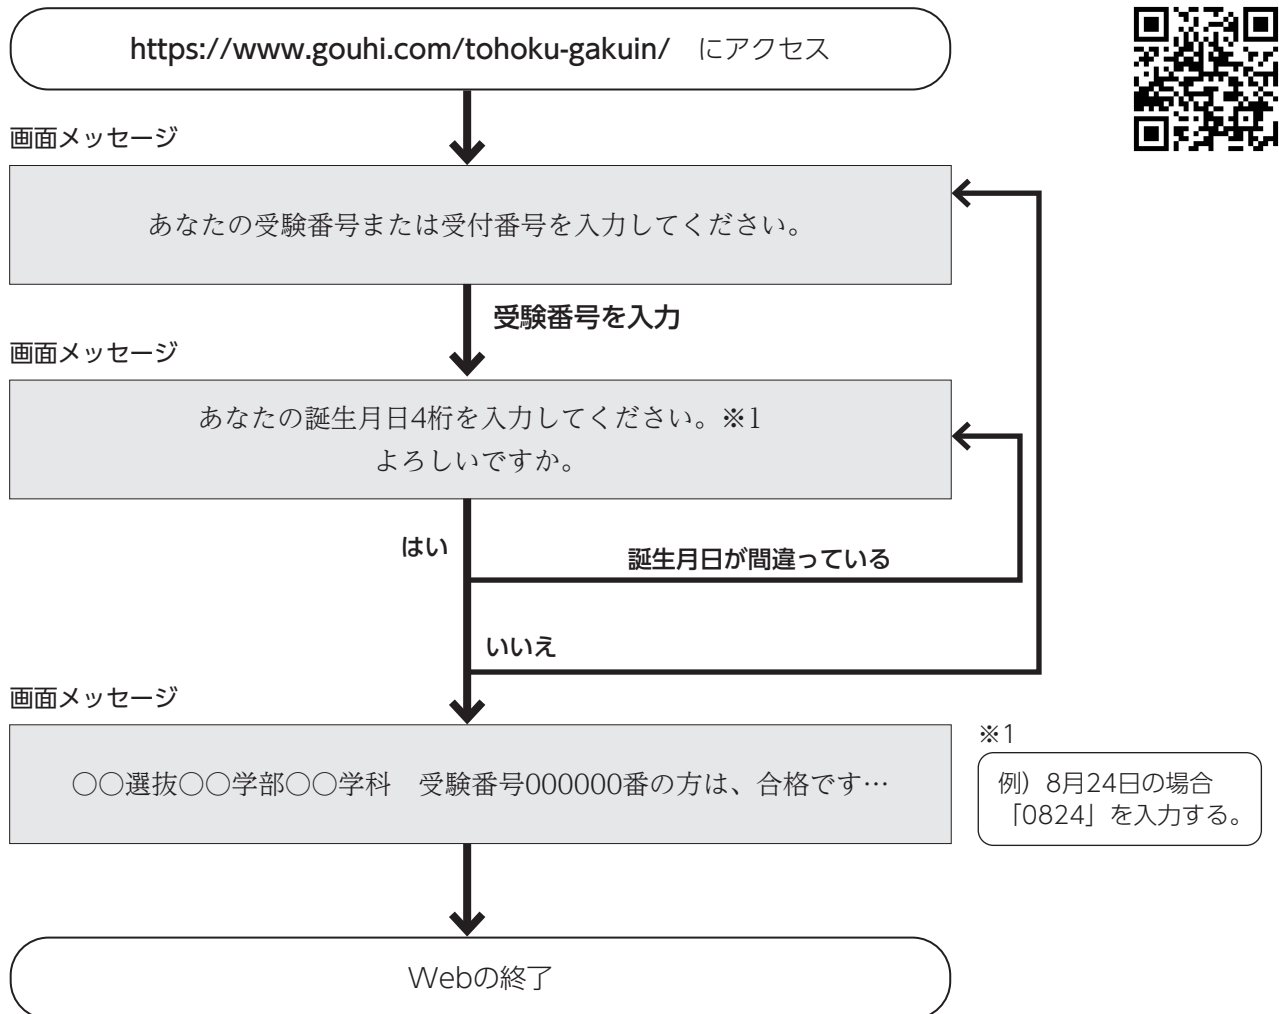 https://www.gouhi.com/tohoku-gakuin/　にアクセス
画面メッセージ
あなたの受験番号または受付番号を入力してください。
受験番号を入力
画面メッセージ
あなたの誕生月日4桁を入力してください。※1
よろしいですか。
はい
誕生月日が間違っている
いいえ
画面メッセージ
○○選抜○○学部○○学科　受験番号000000番の方は、合格です…
※1
例）8月24日の場合
「0824」を入力する。
Webの終了